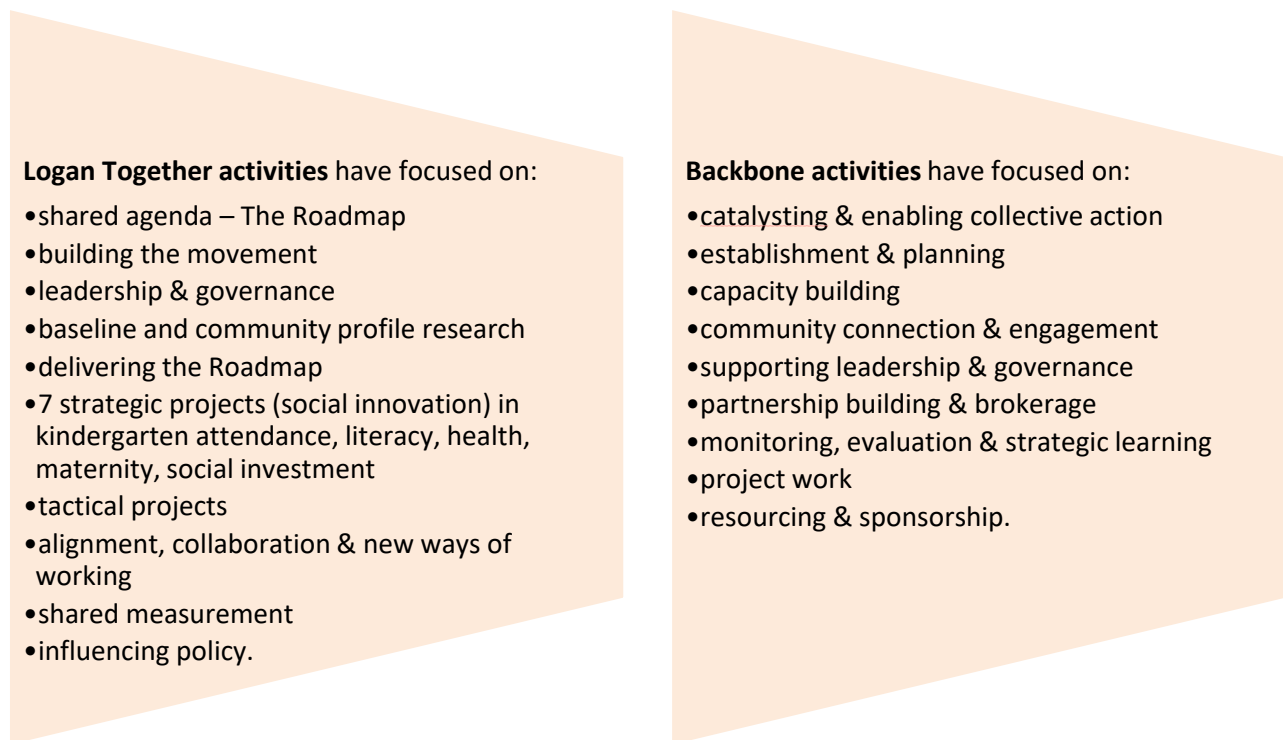 Logan Together activities have focused on:
•shared agenda – The Roadmap
•building the movement
•leadership & governance
•baseline and community profile research
•delivering the Roadmap
•7 strategic projects (social innovation) in
kindergarten attendance, literacy, health,
maternity, social investment
•tactical projects
•alignment, collaboration & new ways of
working
•shared measurement
•influencing policy.
Backbone activities have focused on:
•catalysting & enabling collective action
•establishment & planning
•capacity building
•community connection & engagement
•supporting leadership & governance
•partnership building & brokerage
•monitoring, evaluation & strategic learning
•project work
•resourcing & sponsorship.